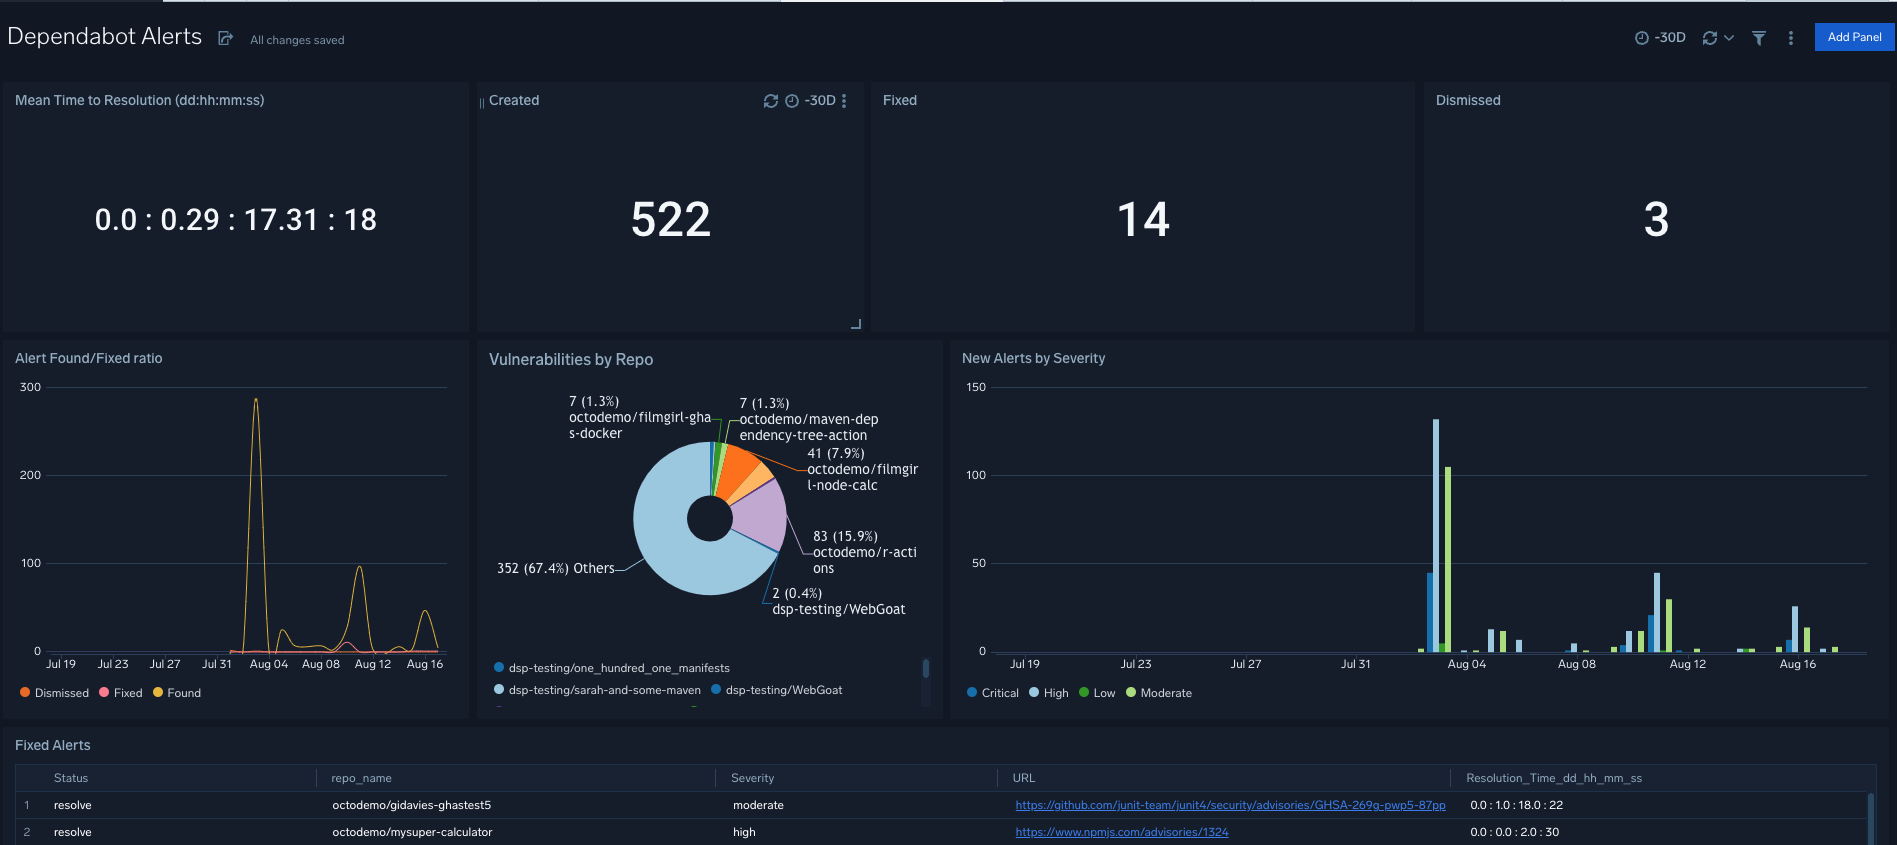 Dependabot Alerts
All changes saved
-30D
Add Panel
Mean Time to Resolution (dd:hh:mm:ss)
0.0 : 0.29 : 17.31 : 18
Created
-30D
522
Fixed
14
Dismissed
3
Alert Found/Fixed ratio
300
200
100
0
Jul 19 Jul 23 Jul 27 Jul 31 Aug 04 Aug 08 Aug 12 Aug 16
Dismissed Fixed Found
Vulnerabilities by Repo
7 (1.3%)
octodemo/filmgirl-gha
s-docker
7 (1.3%)
octodemo/maven-dep
endency-tree-action
41 (7.9%)
octodemo/filmgir
l-node-calc
83 (15.9%)
octodemo/r-acti
ons
352 (67.4%) Others
2 (0.4%)
dsp-testing/WebGoat
dsp-testing/one_hundred_one_manifests
dsp-testing/sarah-and-some-maven dsp-testing/WebGoat
New Alerts by Severity
150
100
50
0
Jul 19 Jul 23 Jul 27 Jul 31 Aug 04 Aug 08 Aug 12 Aug 16
Critical High Low Moderate
Fixed Alerts
Status repo_name Severity URL Resolution_Time_dd_hh_mm_ss
1 resolve octodemo/gidavies-ghastest5 moderate https://github.com/junit-team/junit4/security/advisories/GHSA-269g-pwp5-87pp 0.0 : 1.0 : 18.0 : 22
2 resolve octodemo/mysuper-calculator high https://www.npmjs.com/advisories/1324 0.0 : 0.0 : 2.0 : 30